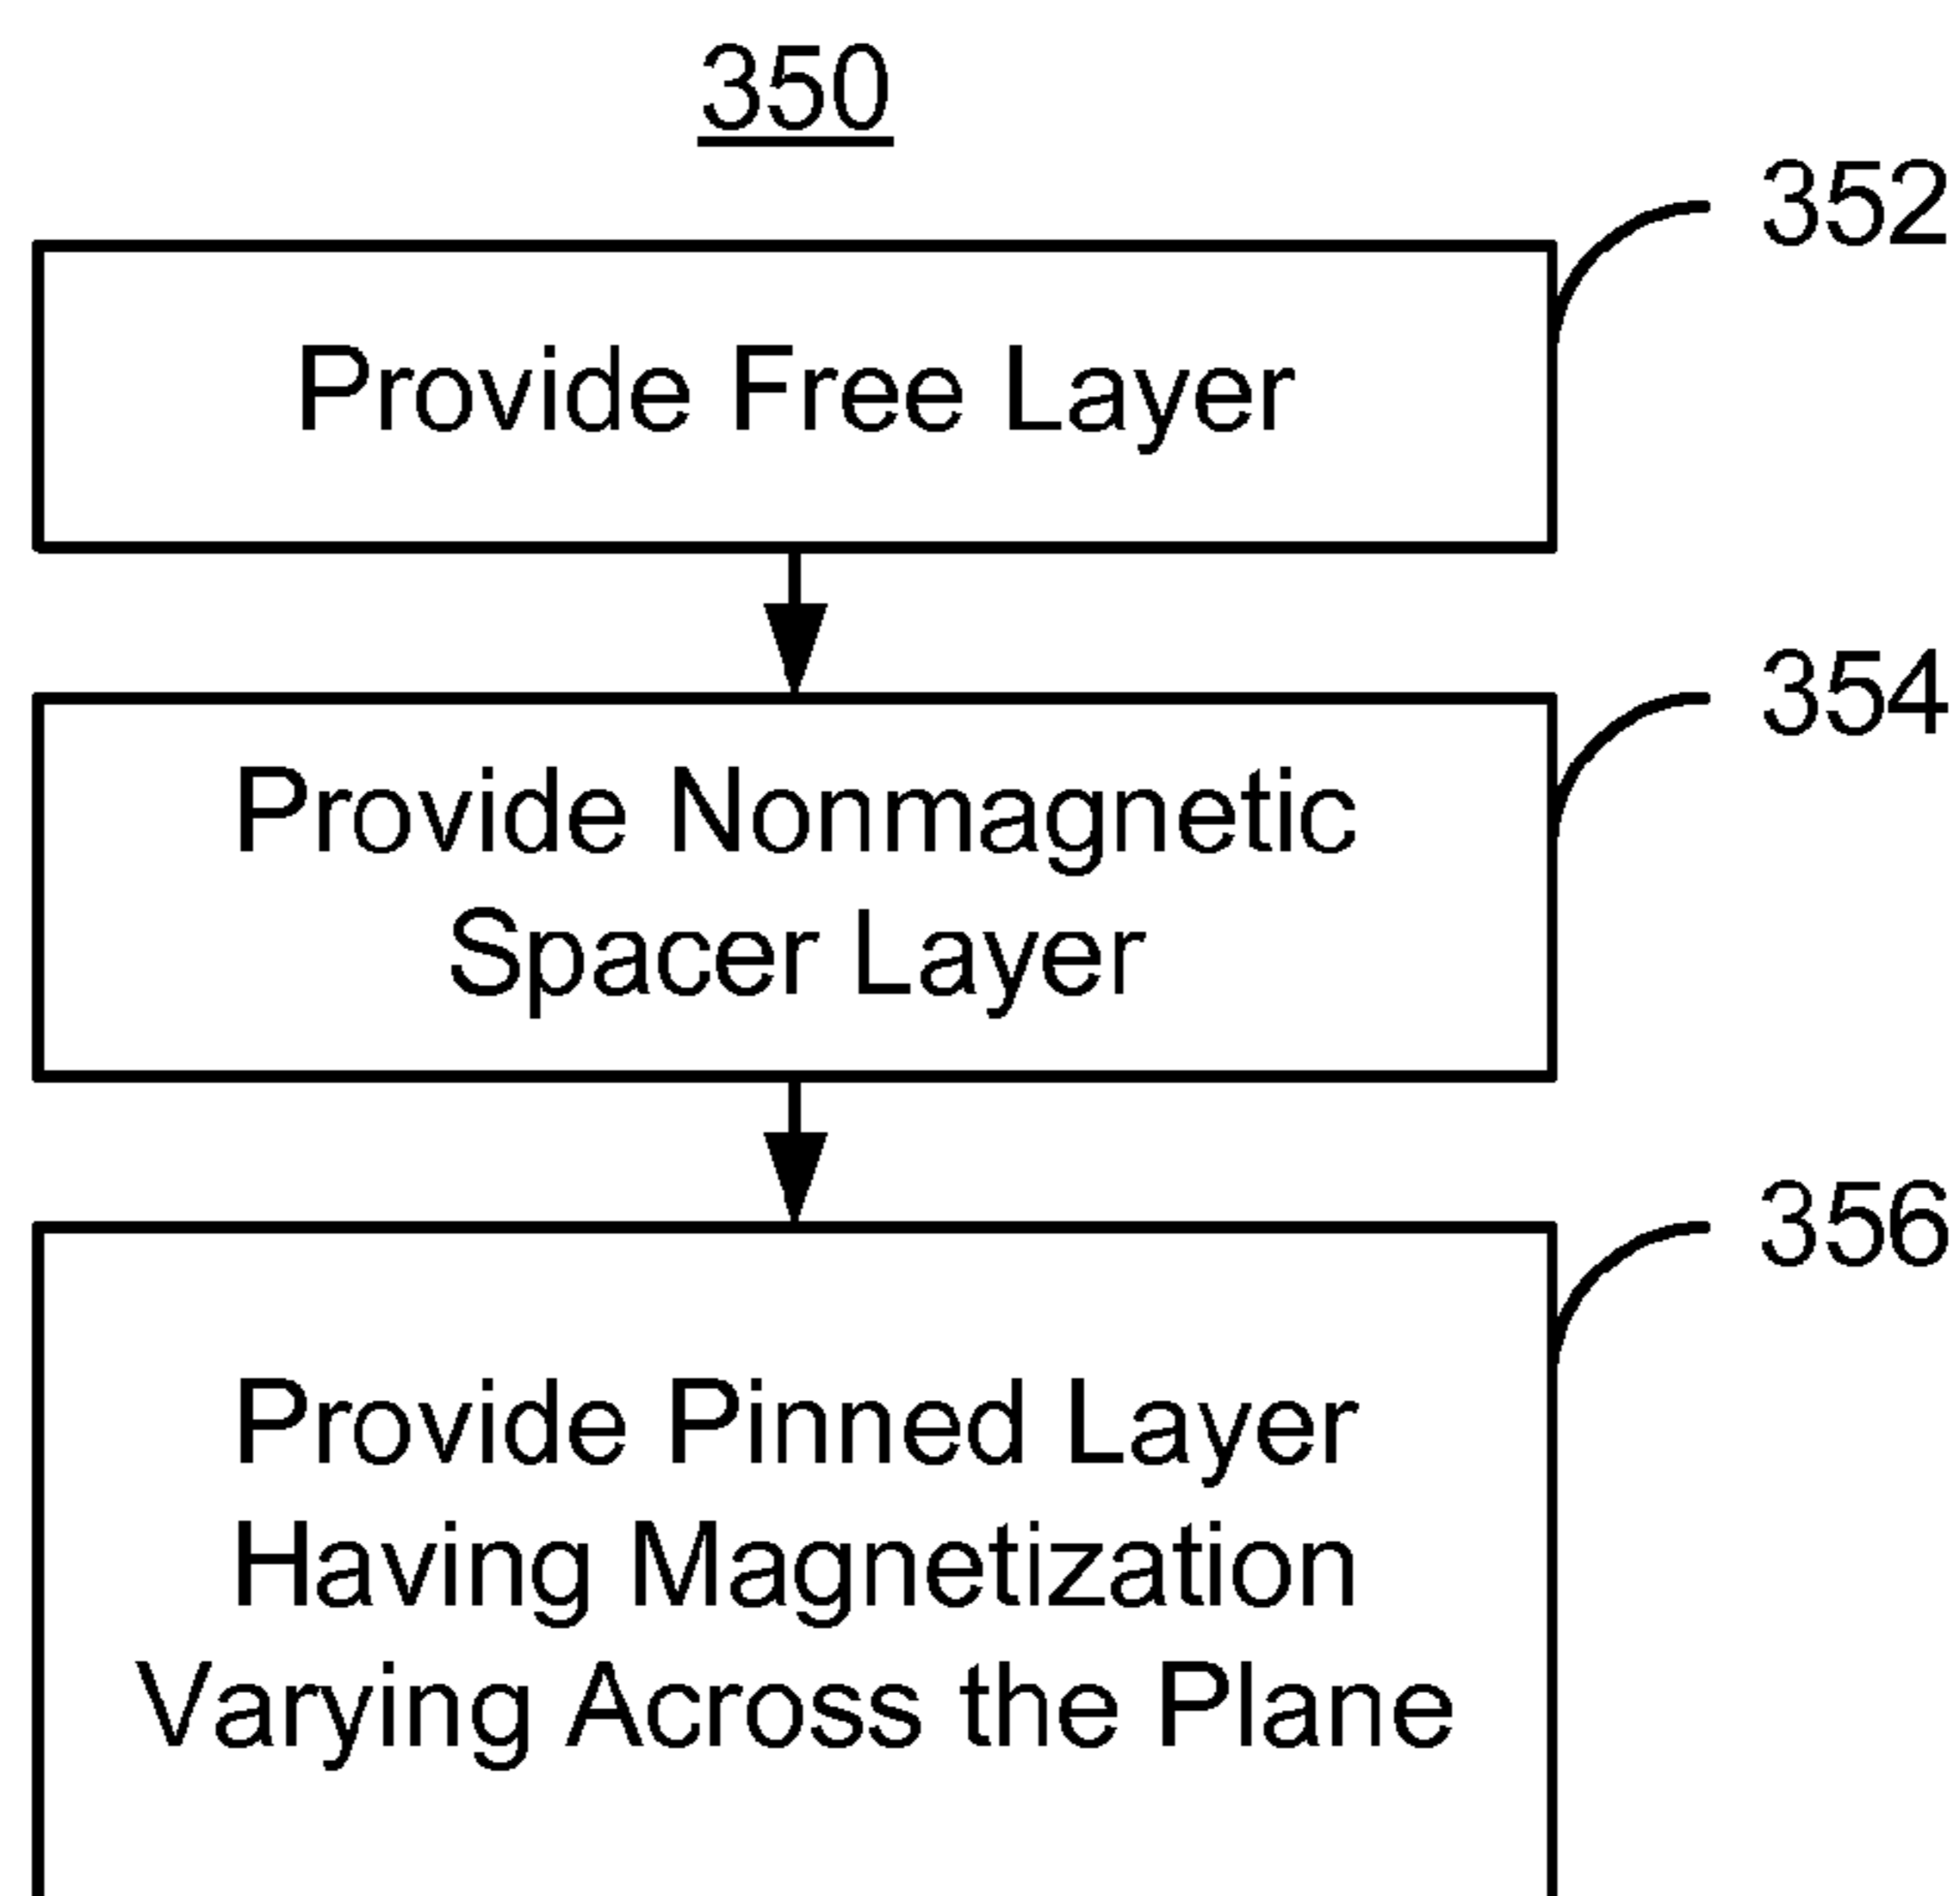 350
352
Provide Free Layer
354
Provide Nonmagnetic
Spacer Layer
356
Provide Pinned Layer
Having Magnetization
Varying Across the Plane